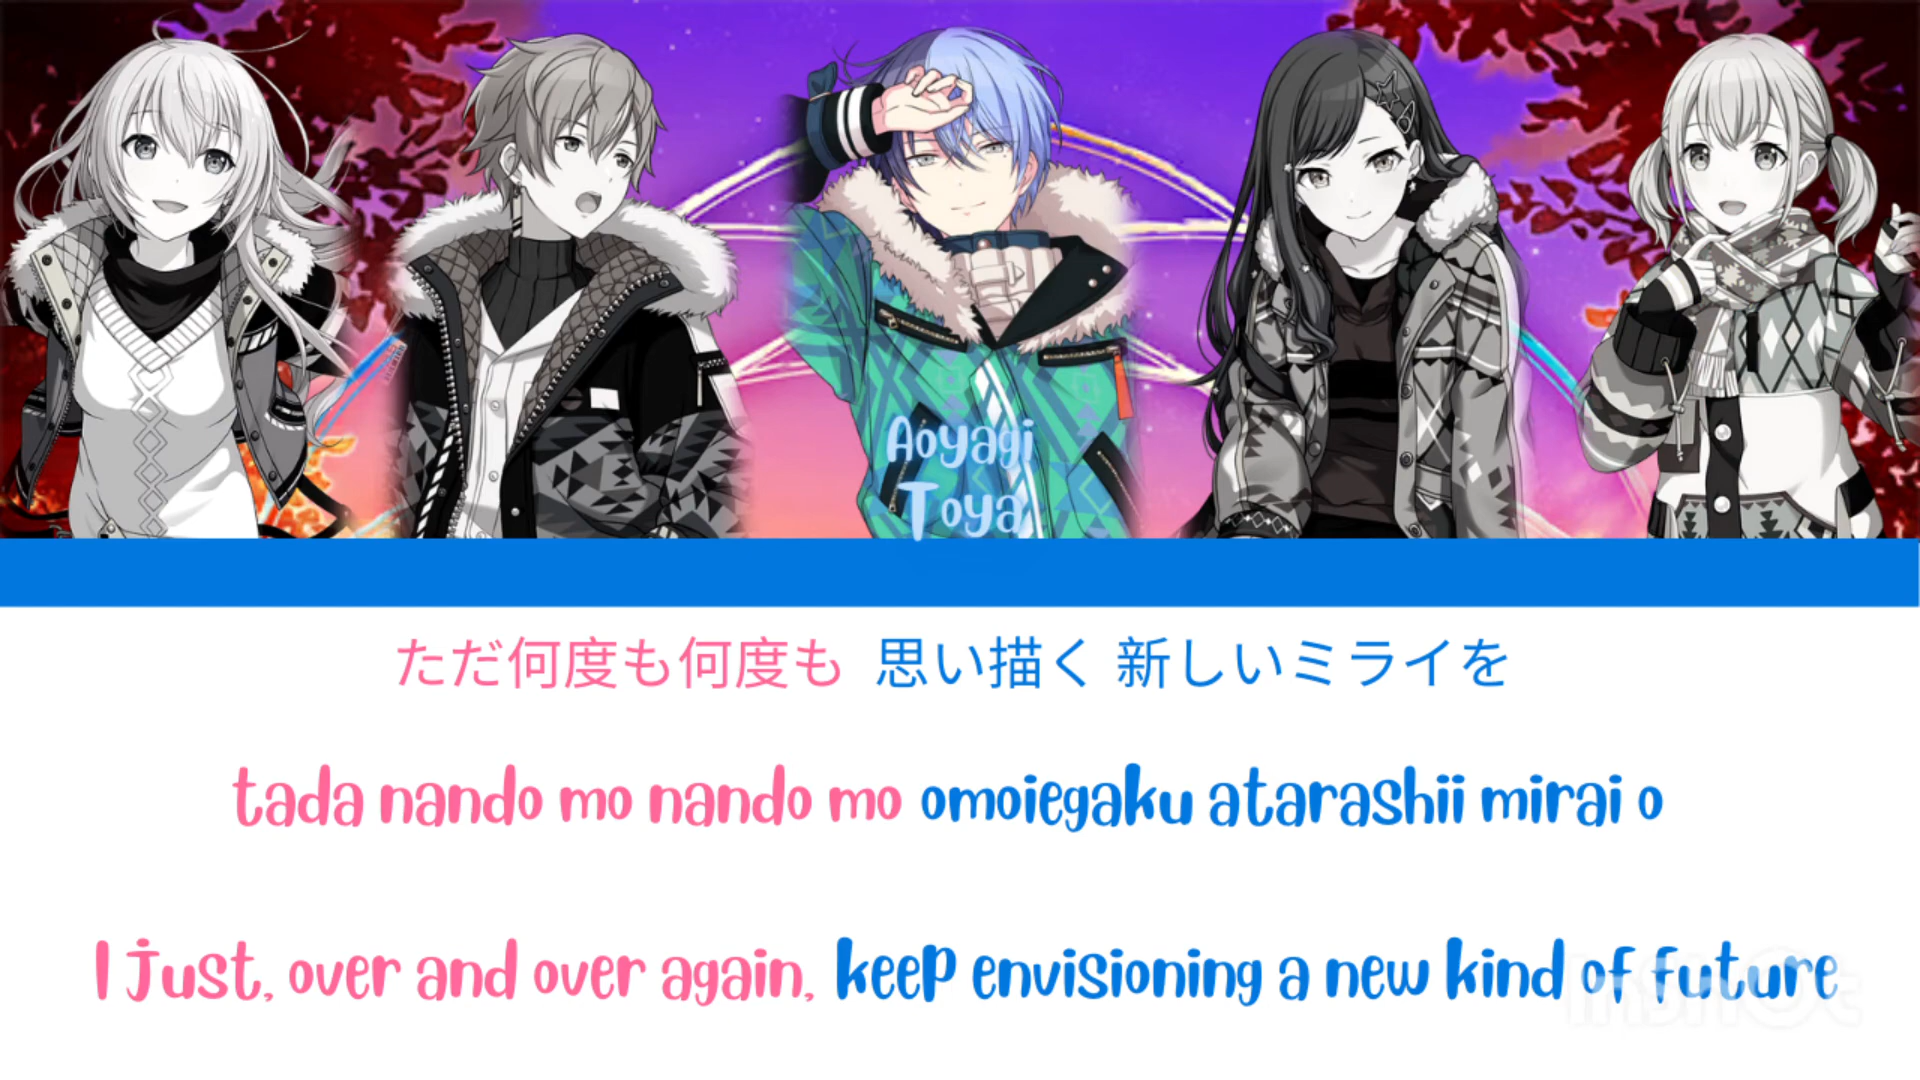 Aoyagi
Toya
ただ何度も何度も 思い描く 新しいミライを
tada nando mo nando mo omoiegaku atarashii mirai o
I just, over and over again, keep envisioning a new kind of future
InShot